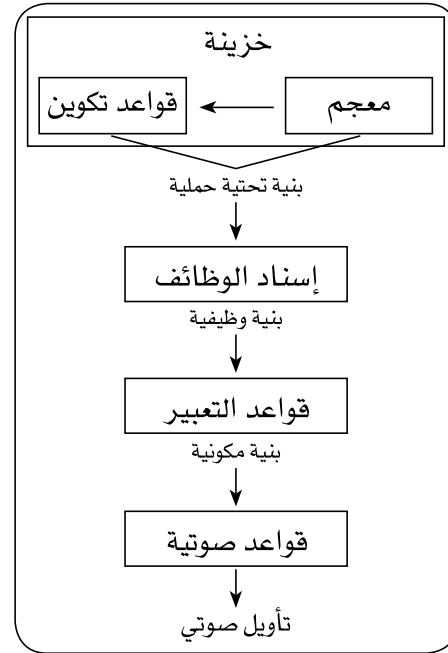 خزينة
معجم
قواعد تكوين
بنية تحتية حملية
إسناد الوظائف
بنية وظيفية
قواعد التعبير
بنية مكونية
قواعد صوتية
تأويل صوتي